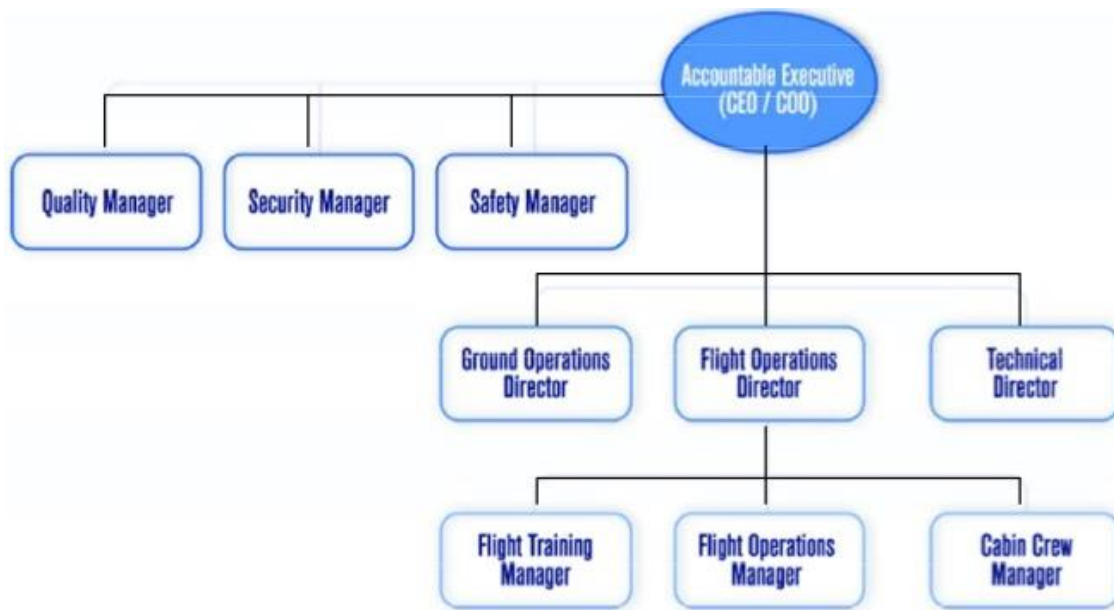 Accountable Executive
(CEO / COO)
Quality Manager
Security Manager
Safety Manager
Ground Operations
Director
Flight Operations
Director
Technical
Director
Flight Training
Manager
Flight Operations
Manager
Cabin Crew
Manager